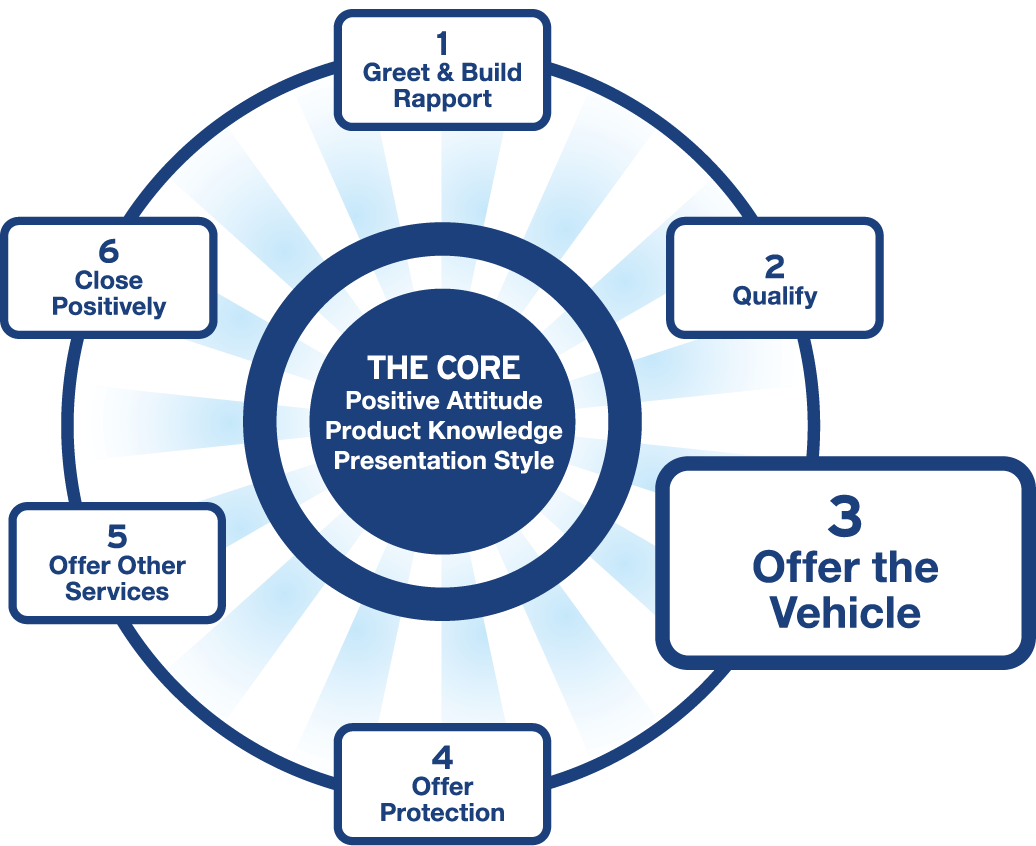 1
Greet & Build
Rapport
2
Qualify
3
Offer the
Vehicle
4
Offer
Protection
5
Offer Other
Services
6
Close
Positively
THE CORE
Positive Attitude
Product Knowledge
Presentation Style